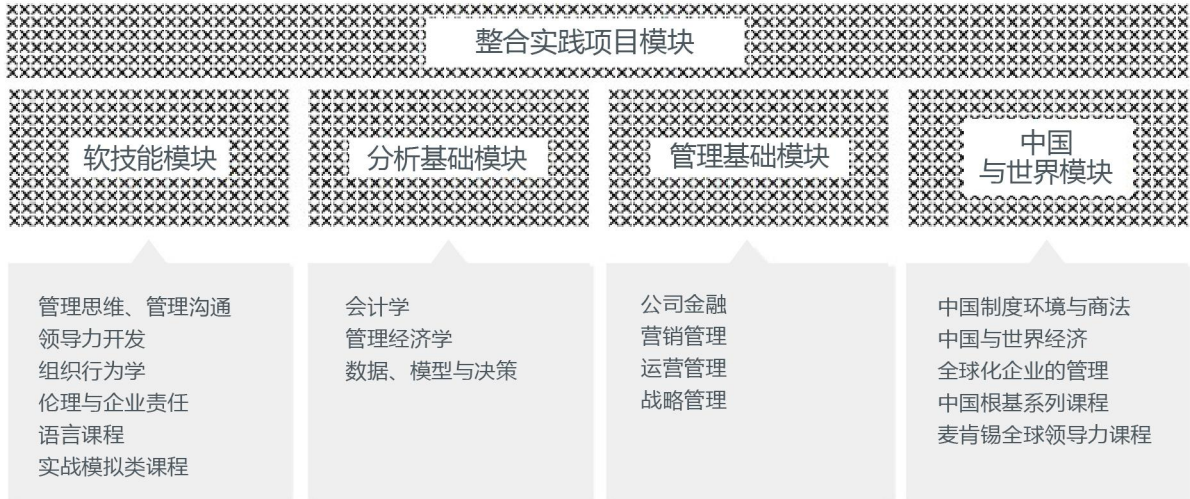 整合实践项目模块
软技能模块
管理思维、管理沟通
领导力开发
组织行为学
伦理与企业责任
语言课程
实战模拟类课程
分析基础模块
会计学
管理经济学
数据、模型与决策
管理基础模块
公司金融
营销管理
运营管理
战略管理
中国
与世界模块
中国制度环境与商法
中国与世界经济
全球化企业的管理
中国根基系列课程
麦肯锡全球领导力课程